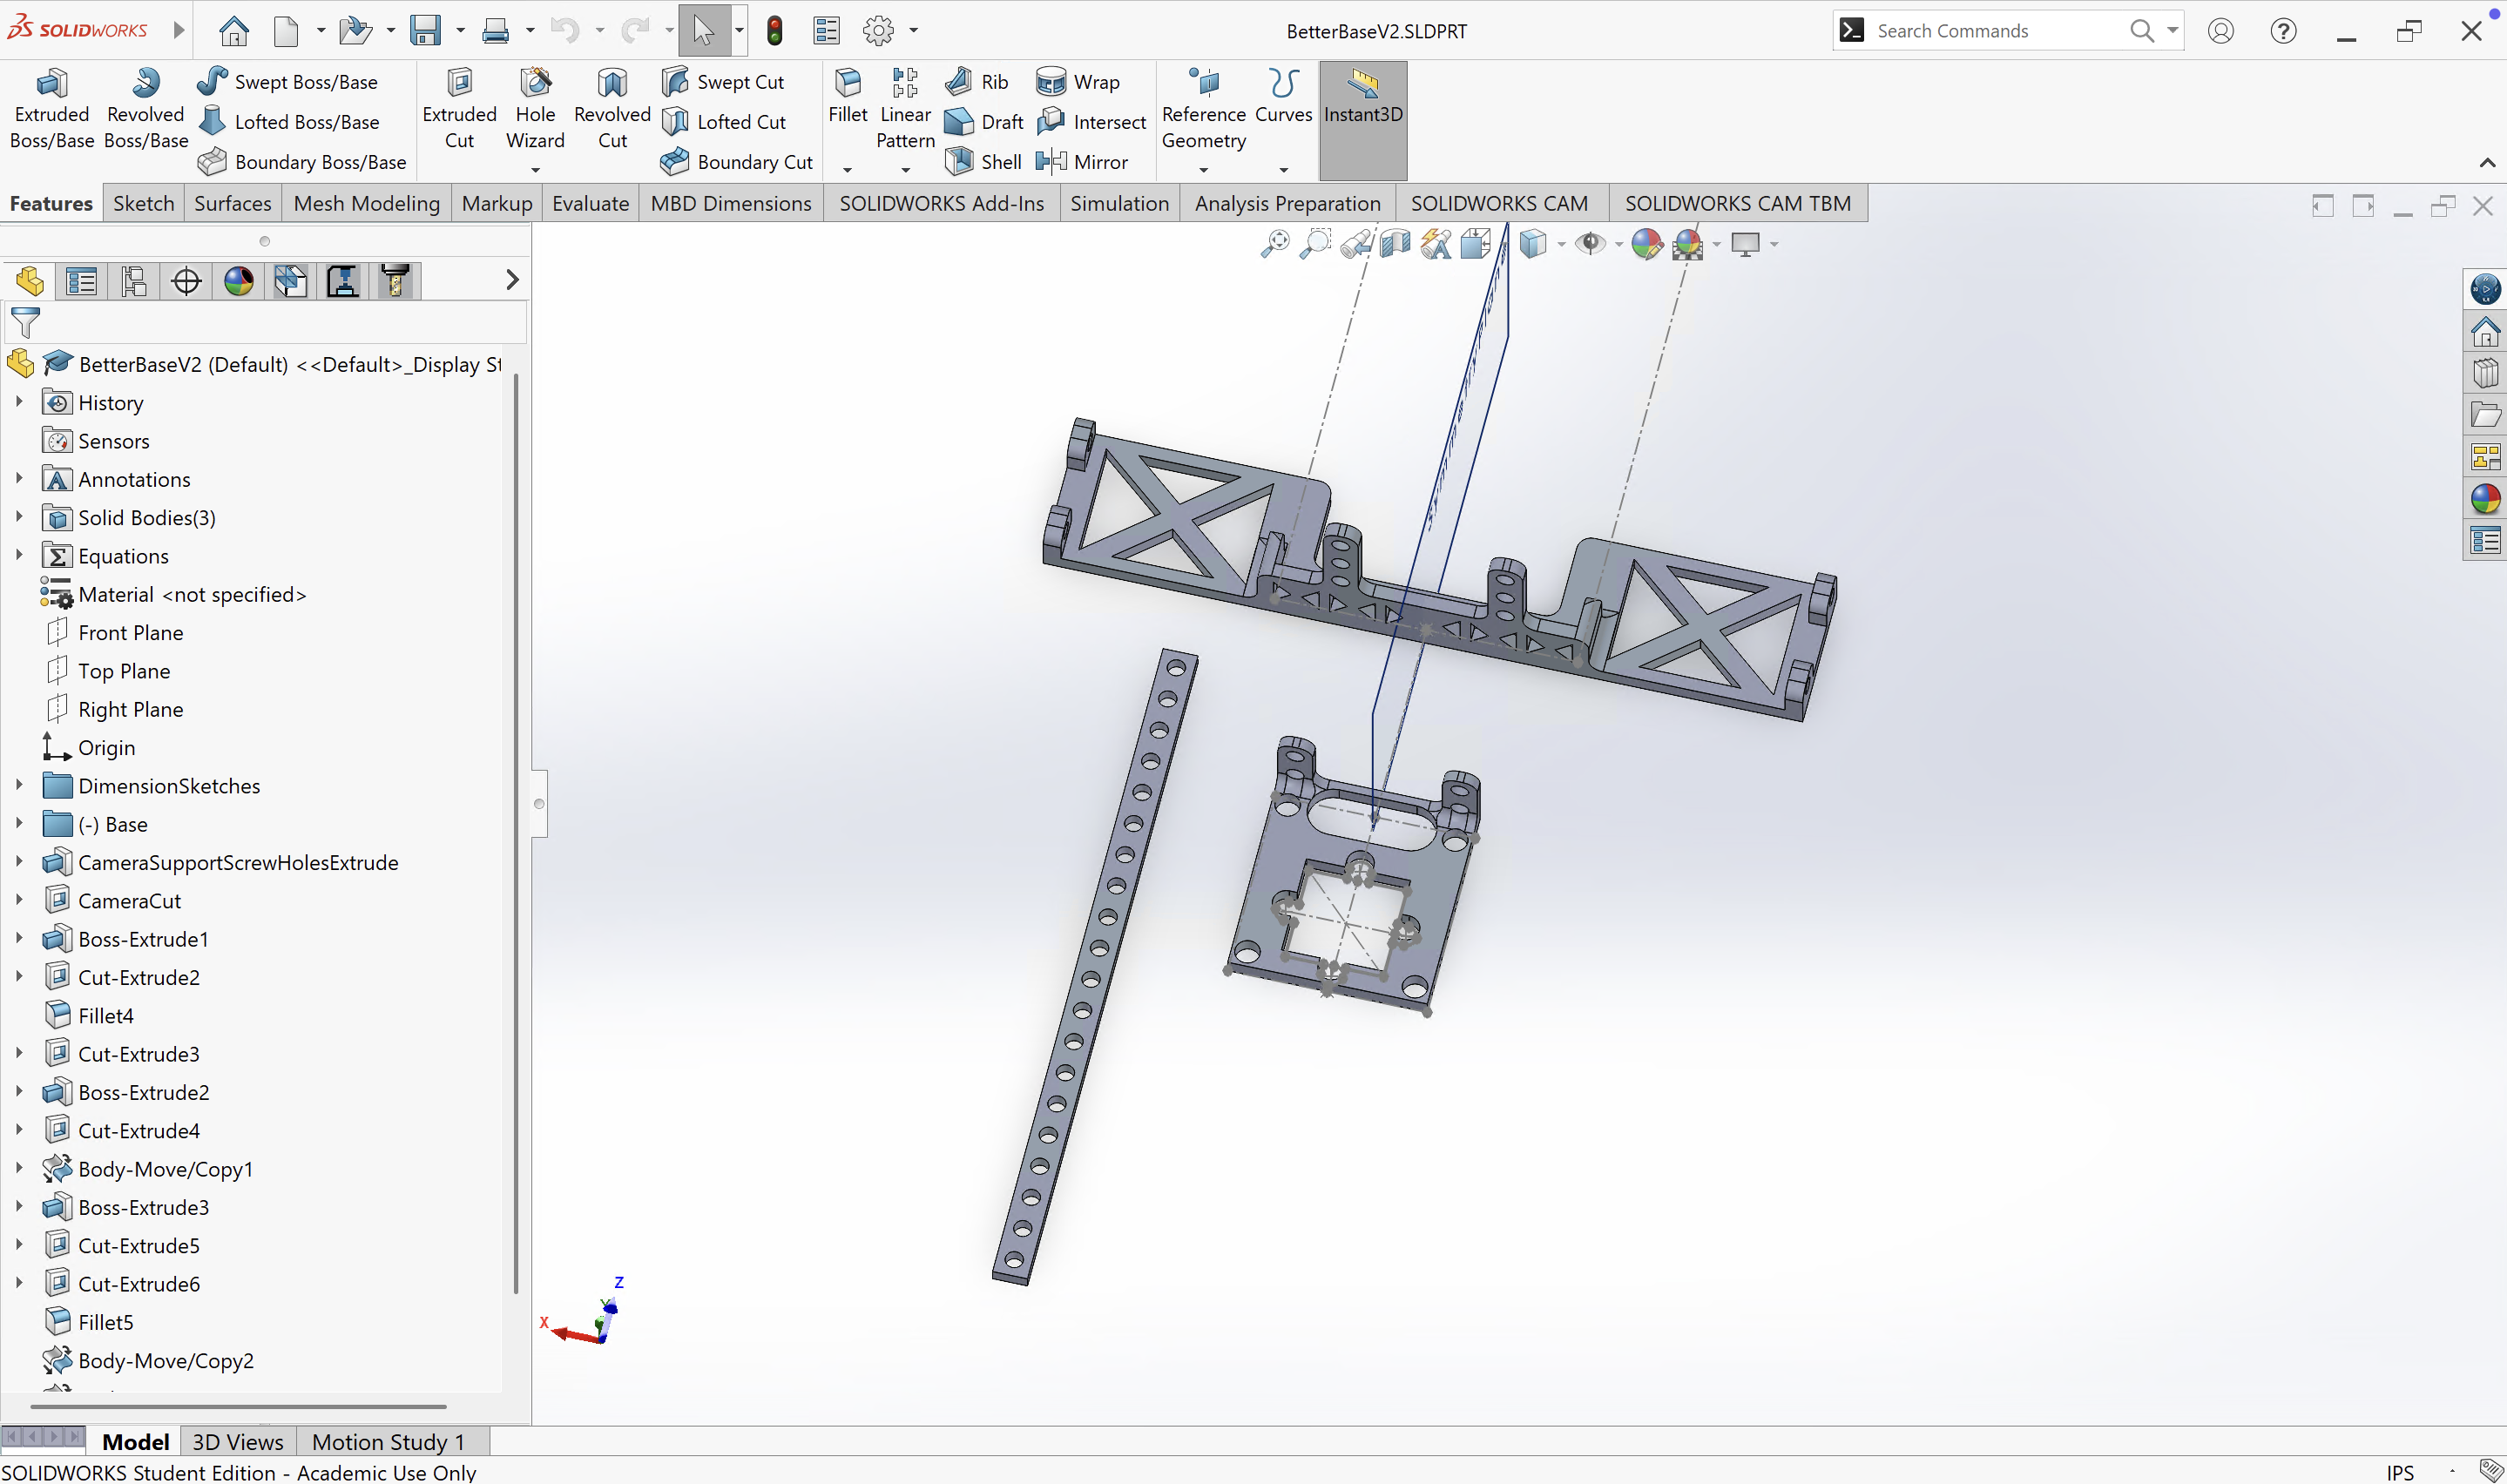 SOLIDWORKS
BetterBaseV2.SLDPRT
Search Commands
Extruded Boss/Base
Revolved Boss/Base
Swept Boss/Base
Lofted Boss/Base
Boundary Boss/Base
Extruded Cut
Hole Wizard
Revolved Cut
Swept Cut
Lofted Cut
Boundary Cut
Fillet
Linear Pattern
Rib
Draft
Shell
Wrap
Intersect
Mirror
Reference Geometry
Curves
Instant3D
Features Sketch Surfaces Mesh Modeling Markup Evaluate MBD Dimensions SOLIDWORKS Add-Ins Simulation Analysis Preparation SOLIDWORKS CAM SOLIDWORKS CAM TBM
BetterBaseV2 (Default) <<Default>_Display St
History
Sensors
Annotations
Solid Bodies(3)
Equations
Material <not specified>
Front Plane
Top Plane
Right Plane
Origin
DimensionSketches
(-) Base
CameraSupportScrewHolesExtrude
CameraCut
Boss-Extrude1
Cut-Extrude2
Fillet4
Cut-Extrude3
Boss-Extrude2
Cut-Extrude4
Body-Move/Copy1
Boss-Extrude3
Cut-Extrude5
Cut-Extrude6
Fillet5
Body-Move/Copy2
Z
Y
X
Model 3D Views Motion Study 1
SOLIDWORKS Student Edition - Academic Use Only
IPS